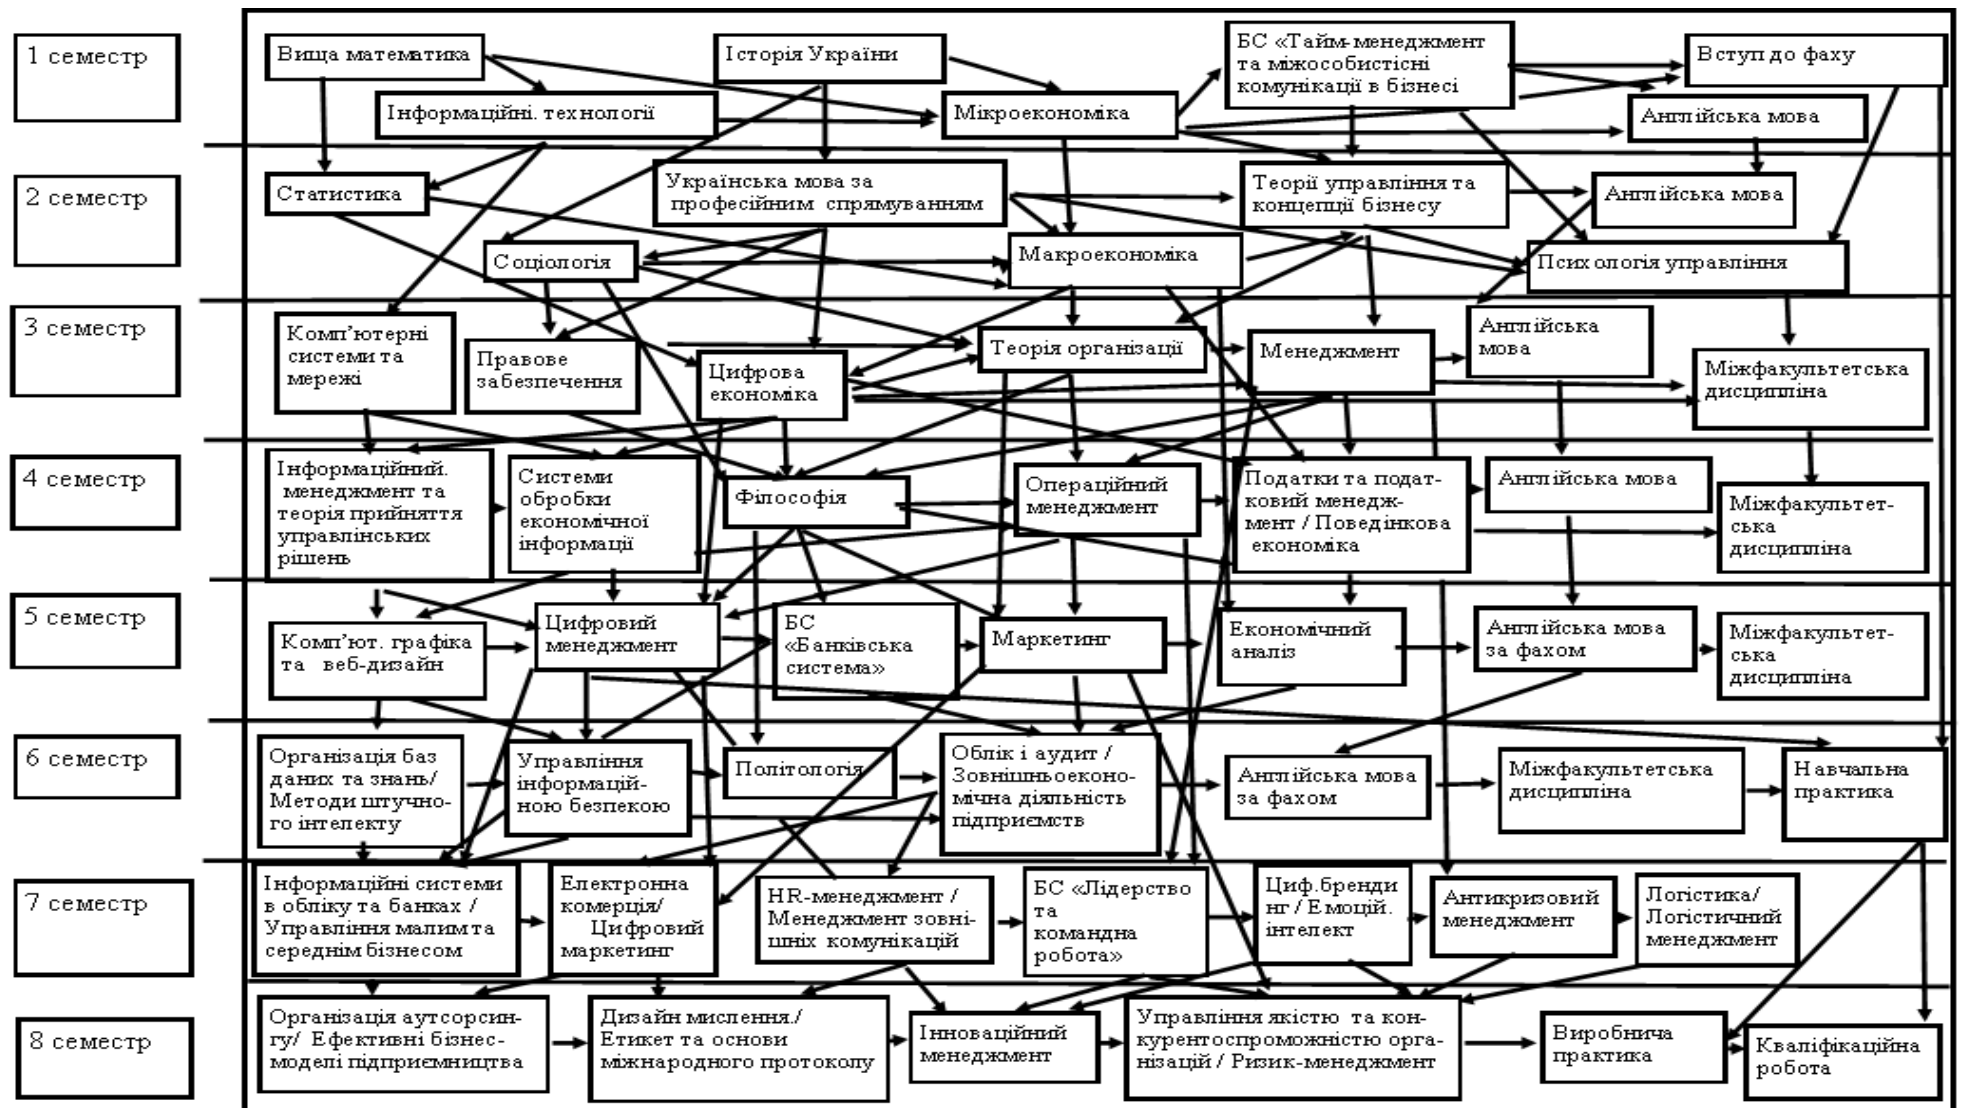 1 семестр
Вища математика
Історія України
БС «Тайм-менеджмент
та міжособистісні
комунікації в бізнесі
Вступ до фаху
Інформаційні. технології
Мікроекономіка
Англійська мова
2 семестр
Статистика
Українська мова за
професійним спрямуванням
Теорії управління та
концепції бізнесу
Англійська мова
Соціологія
Макроекономіка
Психологія управління
3 семестр
Комп’ютерні
системи та
мережі
Правове
забезпечення
Цифрова
економіка
Теорія організації
Менеджмент
Англійська
мова
Міжфакультетська
дисципліна
4 семестр
Інформаційний.
менеджмент та
теорія прийняття
управлінських
рішень
Системи
обробки
економічної
інформації
Філософія
Операційний
менеджмент
Податки та подат-
ковий менедж-
мент / Поведінкова
економіка
Англійська мова
Міжфакультет-
ська
дисципліна
5 семестр
Комп’ют. графіка
та веб-дизайн
Цифровий
менеджмент
БС
«Банківська
система»
Маркетинг
Економічний
аналіз
Англійська мова
за фахом
Міжфакультет-
ська
дисципліна
6 семестр
Організація баз
даних та знань/
Методи штучно-
го інтелекту
Управління
інформацій-
ною безпекою
Політологія
Облік і аудит /
Зовнішньоеконо-
мічна діяльність
підприємств
Англійська мова
за фахом
Міжфакультетська
дисципліна
Навчальна
практика
7 семестр
Інформаційні системи
в обліку та банках /
Управління малим та
середнім бізнесом
Електронна
комерція/
Цифровий
маркетинг
HR-менеджмент /
Менеджмент зовні-
шніх комунікацій
БС «Лідерство
та
командна
робота»
Циф.бренди
нг / Емоцій.
інтелект
Антикризовий
менеджмент
Логістика/
Логістичний
менеджмент
8 семестр
Організація аутсорсин-
гу/ Ефективні бізнес-
моделі підприємництва
Дизайн мислення./
Етикет та основи
міжнародного протоколу
Інноваційний
менеджмент
Управління якістю та кон-
курентоспроможністю орга-
нізацій / Ризик-менеджмент
Виробнича
практика
Кваліфікаційна
робота